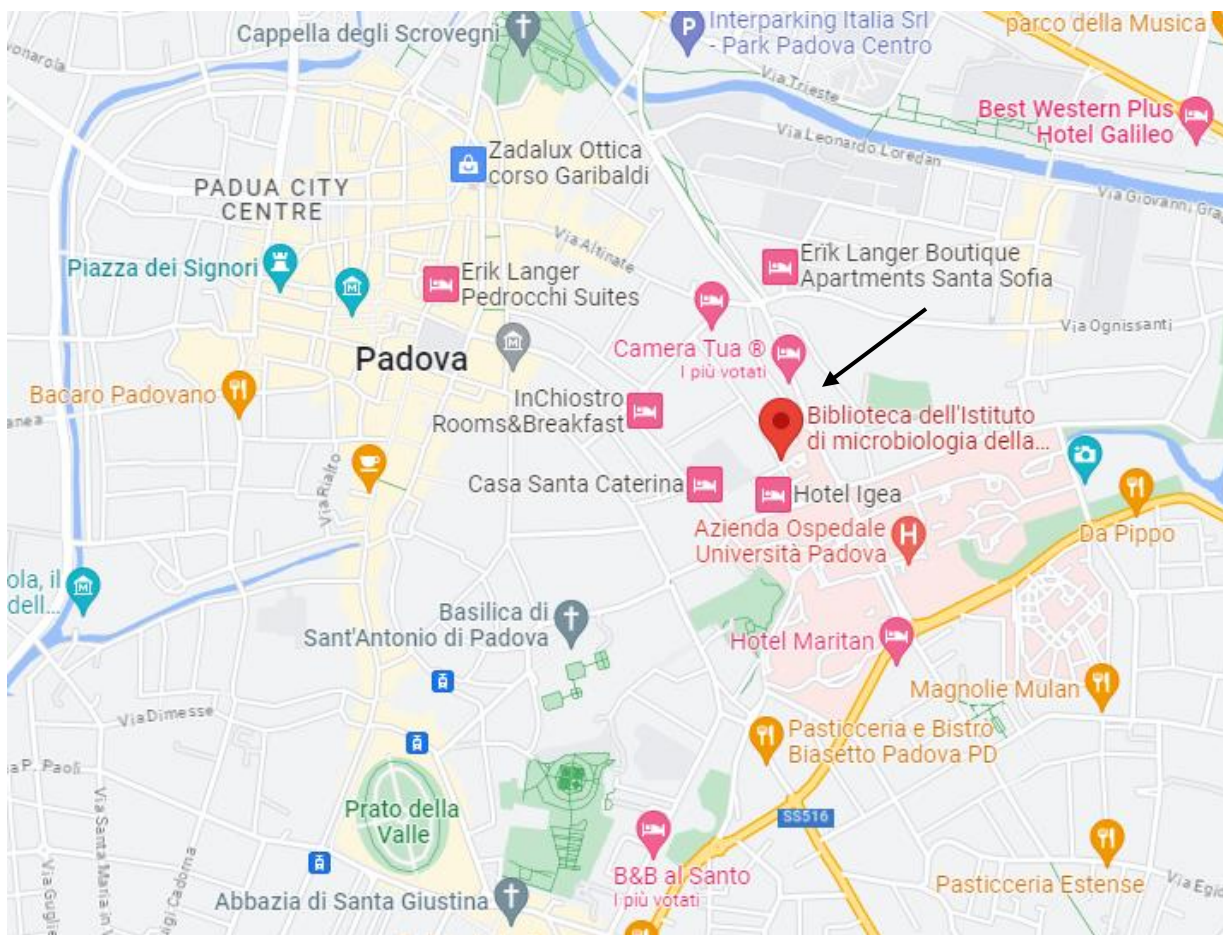 Interparking Italia Srl
- Park Padova Centro
parco della Musica
Cappella degli Scrovegni
Via Trieste
Best Western Plus
Hotel Galileo
Via Leonardo Loredan
Zadalux Ottica
corso Garibaldi
PADUA CITY
CENTRE
Via Altinate
Erik Langer Boutique
Apartments Santa Sofia
Piazza dei Signori
Erik Langer
Pedrocchi Suites
Via Ognissanti
Padova
Camera Tua ®
I più votati
Bacaro Padovano
InChiostro
Rooms&Breakfast
Biblioteca dell'Istituto
di microbiologia della...
Via Rialto
Casa Santa Caterina
Hotel Igea
Azienda Ospedale
Università Padova
Da Pippo
ola, il
dell...
Basilica di
Sant'Antonio di Padova
Hotel Maritan
Magnolie Mulan
Via Dimesse
Pasticceria e Bistrò
Biasetto Padova PD
a P. Paoli
Prato della
Valle
SS516
Via Santa Maria in V
igi Cadorna
B&B al Santo
I più votati
Pasticceria Estense
Via Egid
Abbazia di Santa Giustina